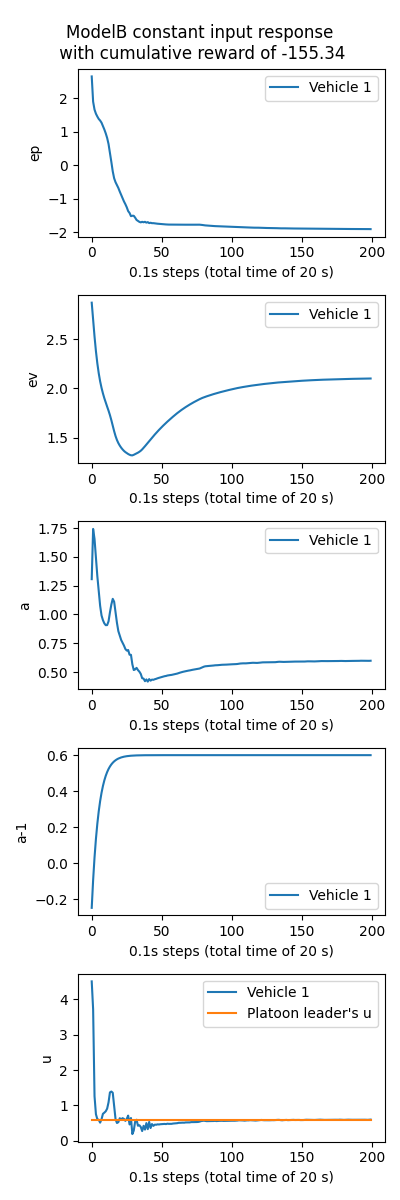 ModelB constant input response
with cumulative reward of -155.34
Vehicle 1
2
1
0
−1
−2
ep
0 50 100 150 200
0.1s steps (total time of 20 s)
Vehicle 1
2.5
2.0
1.5
ev
0 50 100 150 200
0.1s steps (total time of 20 s)
Vehicle 1
1.75
1.50
1.25
1.00
0.75
0.50
a
0 50 100 150 200
0.1s steps (total time of 20 s)
0.6
0.4
0.2
0.0
−0.2
a-1
Vehicle 1
0 50 100 150 200
0.1s steps (total time of 20 s)
Vehicle 1
Platoon leader's u
4
3
2
1
0
u
0 50 100 150 200
0.1s steps (total time of 20 s)